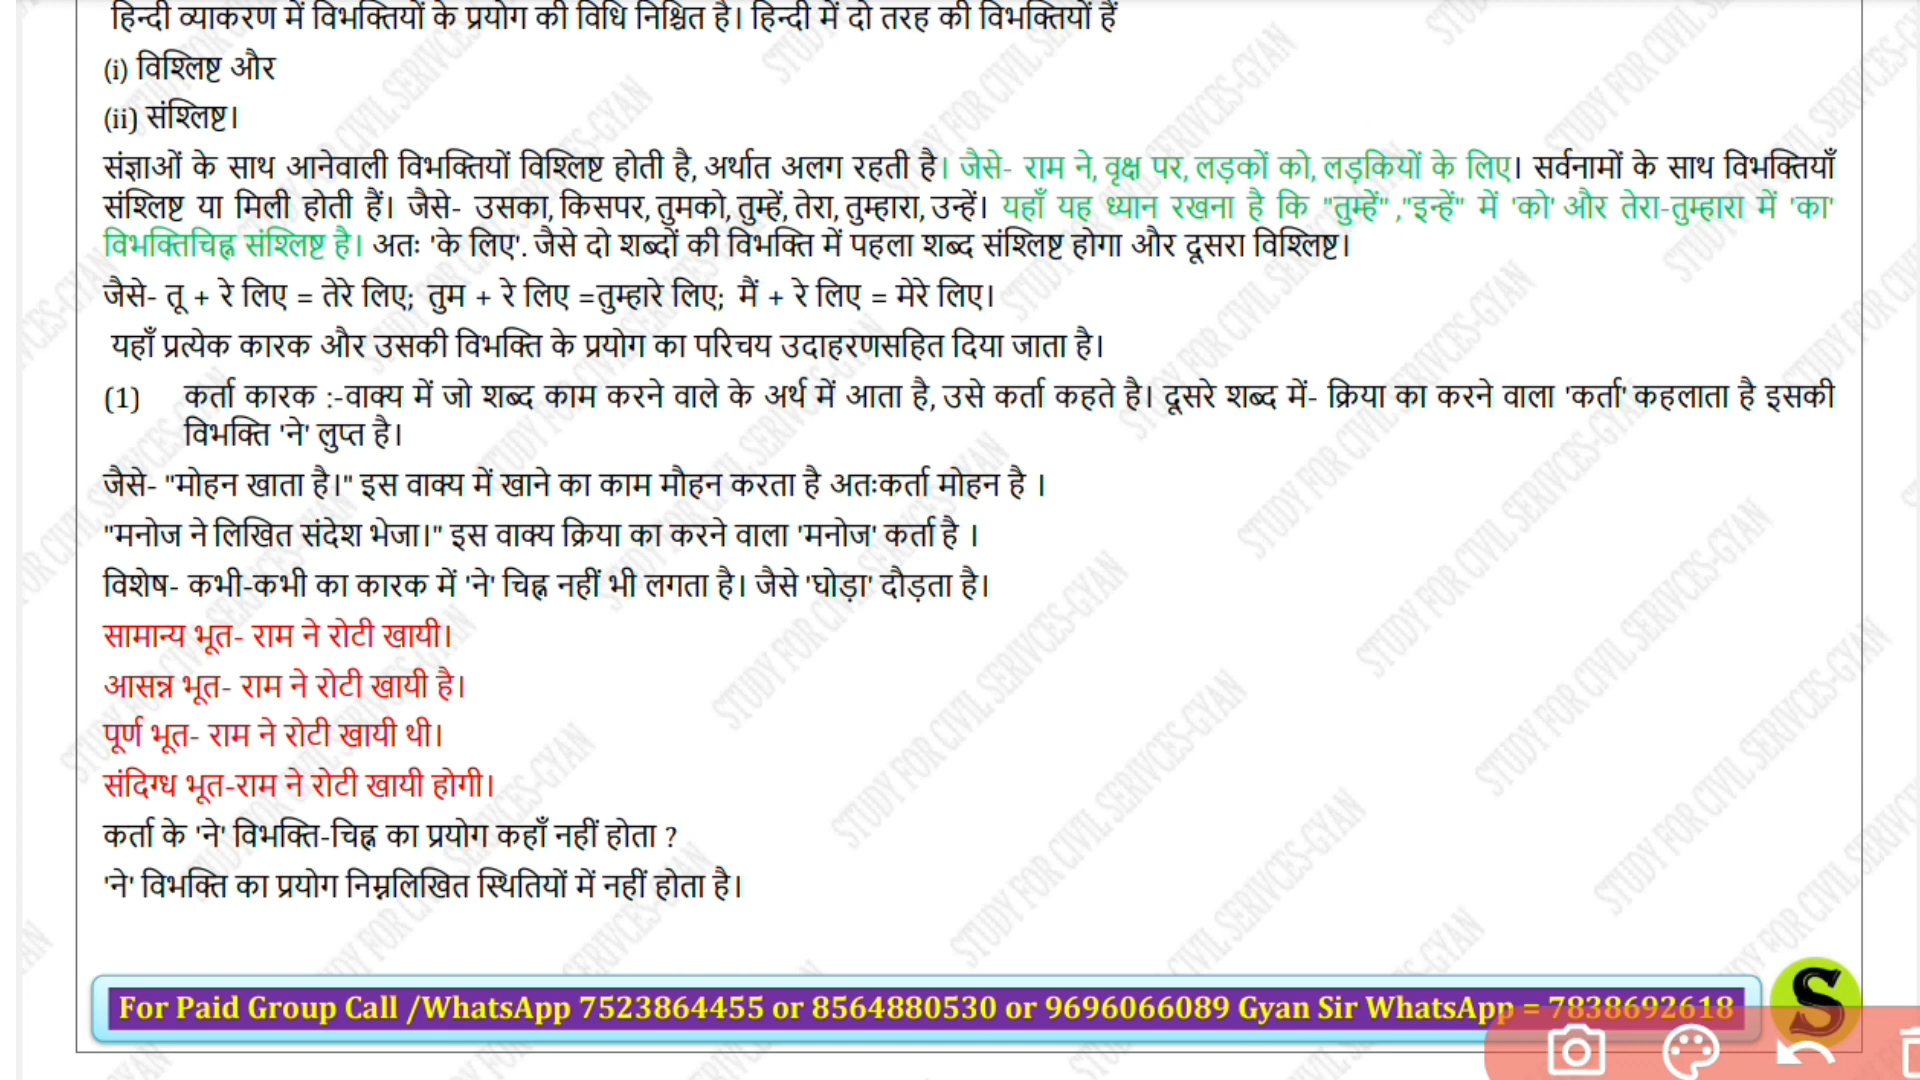 हिन्दी व्याकरण में विभक्तियों के प्रयोग की विधि निश्चित है। हिन्दी में दो तरह की विभक्तियों हैं
(i) विश्लिष्ट और
(ii) संश्लिष्ट।
संज्ञाओं के साथ आनेवाली विभक्तियों विश्लिष्ट होती है, अर्थात अलग रहती है। जैसे- राम ने, वृक्ष पर, लड़कों को, लड़कियों के लिए। सर्वनामों के साथ विभक्तियाँ
संश्लिष्ट या मिली होती हैं। जैसे- उसका, किसपर, तुमको, तुम्हें, तेरा, तुम्हारा, उन्हें। यहाँ यह ध्यान रखना है कि "तुम्हें" ,"इन्हें" में 'को' और तेरा-तुम्हारा में 'का'
विभक्तिचिह्न संश्लिष्ट है। अतः 'के लिए'. जैसे दो शब्दों की विभक्ति में पहला शब्द संश्लिष्ट होगा और दूसरा विश्लिष्ट।
जैसे- तू + रे लिए = तेरे लिए; तुम + रे लिए =तुम्हारे लिए; मैं + रे लिए = मेरे लिए।
यहाँ प्रत्येक कारक और उसकी विभक्ति के प्रयोग का परिचय उदाहरणसहित दिया जाता है।
(1) कर्ता कारक :-वाक्य में जो शब्द काम करने वाले के अर्थ में आता है, उसे कर्ता कहते है। दूसरे शब्द में- क्रिया का करने वाला 'कर्ता' कहलाता है इसकी
विभक्ति 'ने' लुप्त है।
जैसे- "मोहन खाता है।" इस वाक्य में खाने का काम मौहन करता है अतःकर्ता मोहन है ।
"मनोज ने लिखित संदेश भेजा।" इस वाक्य क्रिया का करने वाला 'मनोज' कर्ता है ।
विशेष- कभी-कभी का कारक में 'ने' चिह्न नहीं भी लगता है। जैसे 'घोड़ा' दौड़ता है।
सामान्य भूत- राम ने रोटी खायी।
आसन्न भूत- राम ने रोटी खायी है।
पूर्ण भूत- राम ने रोटी खायी थी।
संदिग्ध भूत-राम ने रोटी खायी होगी।
कर्ता के 'ने' विभक्ति-चिह्न का प्रयोग कहाँ नहीं होता ?
'ने' विभक्ति का प्रयोग निम्नलिखित स्थितियों में नहीं होता है।
For Paid Group Call /WhatsApp 7523864455 or 8564880530 or 9696066089 Gyan Sir WhatsApp = 7838692618
S
STUDY FOR CIVIL SERIVCES-GYAN